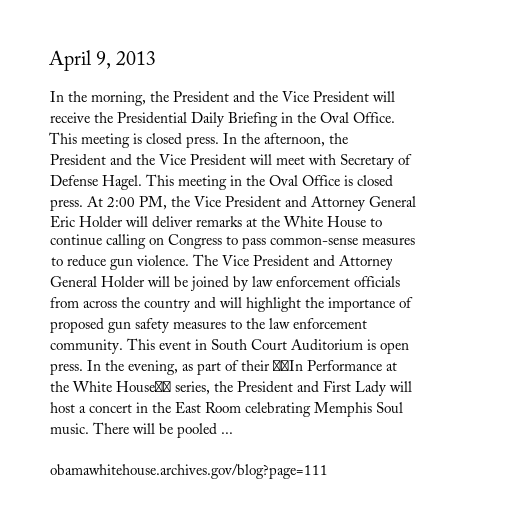 April 9, 2013
In the morning, the President and the Vice President will
receive the Presidential Daily Briefing in the Oval Office.
This meeting is closed press. In the afternoon, the
President and the Vice President will meet with Secretary of
Defense Hagel. This meeting in the Oval Office is closed
press. At 2:00 PM, the Vice President and Attorney General
Eric Holder will deliver remarks at the White House to
continue calling on Congress to pass common-sense measures
to reduce gun violence. The Vice President and Attorney
General Holder will be joined by law enforcement officials
from across the country and will highlight the importance of
proposed gun safety measures to the law enforcement
community. This event in South Court Auditorium is open
press. In the evening, as part of their In Performance at
the White House series, the President and First Lady will
host a concert in the East Room celebrating Memphis Soul
music. There will be pooled ...
obamawhitehouse.archives.gov/blog?page=111